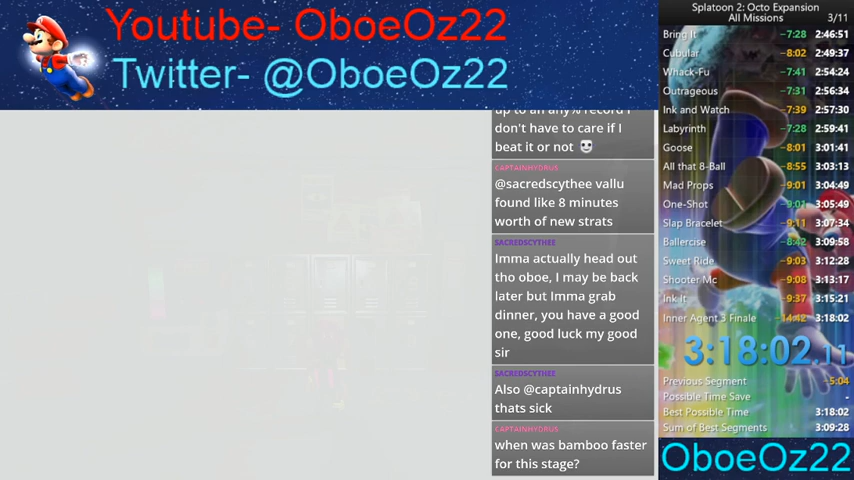 Youtube- OboeOz22
Twitter- @OboeOz22
up to an any% record I
don't have to care if I
beat it or not 💀
CAPTAINHYDRUS
@sacredscythee vallu
found like 8 minutes
worth of new strats
SACREDSCYTHEE
Imma actually head out
tho oboe, I may be back
later but Imma grab
dinner, you have a good
one, good luck my good
sir
SACREDSCYTHEE
Also @captainhydrus
thats sick
CAPTAINHYDRUS
when was bamboo faster
for this stage?
Splatoon 2: Octo Expansion
All Missions 3/11
Bring It -7:28 2:46:51
Cubular -8:02 2:49:37
Whack-Fu -7:41 2:54:24
Outrageous -7:31 2:56:34
Ink and Watch -7:39 2:57:30
Labyrinth -7:28 2:59:41
Goose -8:01 3:01:41
All that 8-Ball -8:55 3:03:13
Mad Props -9:01 3:04:49
One-Shot -9:01 3:05:49
Slap Bracelet -9:11 3:07:34
Ballercise -8:42 3:09:58
Sweet Ride -9:03 3:12:28
Shooter Mc -9:08 3:13:17
Ink It -9:37 3:15:21
Inner Agent 3 Finale -14:42 3:18:02
3:18:02.11
Previous Segment -5:04
Possible Time Save -
Best Possible Time 3:18:02
Sum of Best Segments 3:09:28
OboeOz22